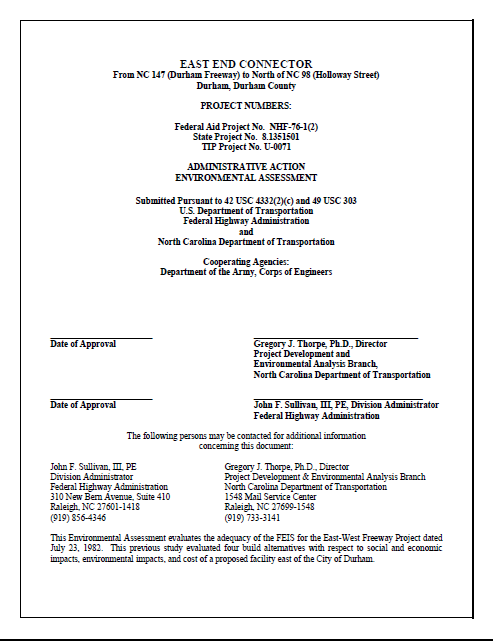 EAST END CONNECTOR
From NC 147 (Durham Freeway) to North of NC 98 (Holloway Street)
Durham, Durham County
PROJECT NUMBERS:
Federal Aid Project No. NHF-76-1(2)
State Project No. 8.1351501
TIP Project No. U-0071
ADMINISTRATIVE ACTION
ENVIRONMENTAL ASSESSMENT
Submitted Pursuant to 42 USC 4332(2)(c) and 49 USC 303
U.S. Department of Transportation
Federal Highway Administration
and
North Carolina Department of Transportation
Cooperating Agencies:
Department of the Army, Corps of Engineers
Date of Approval
Gregory J. Thorpe, Ph.D., Director
Project Development and
Environmental Analysis Branch,
North Carolina Department of Transportation
Date of Approval
John F. Sullivan, III, PE, Division Administrator
Federal Highway Administration
The following persons may be contacted for additional information
concerning this document:
John F. Sullivan, III, PE
Division Administrator
Federal Highway Administration
310 New Bern Avenue, Suite 410
Raleigh, NC 27601-1418
(919) 856-4346
Gregory J. Thorpe, Ph.D., Director
Project Development & Environmental Analysis Branch
North Carolina Department of Transportation
1548 Mail Service Center
Raleigh, NC 27699-1548
(919) 733-3141
This Environmental Assessment evaluates the adequacy of the FEIS for the East-West Freeway Project dated
July 23, 1982. This previous study evaluated four build alternatives with respect to social and economic
impacts, environmental impacts, and cost of a proposed facility east of the City of Durham.